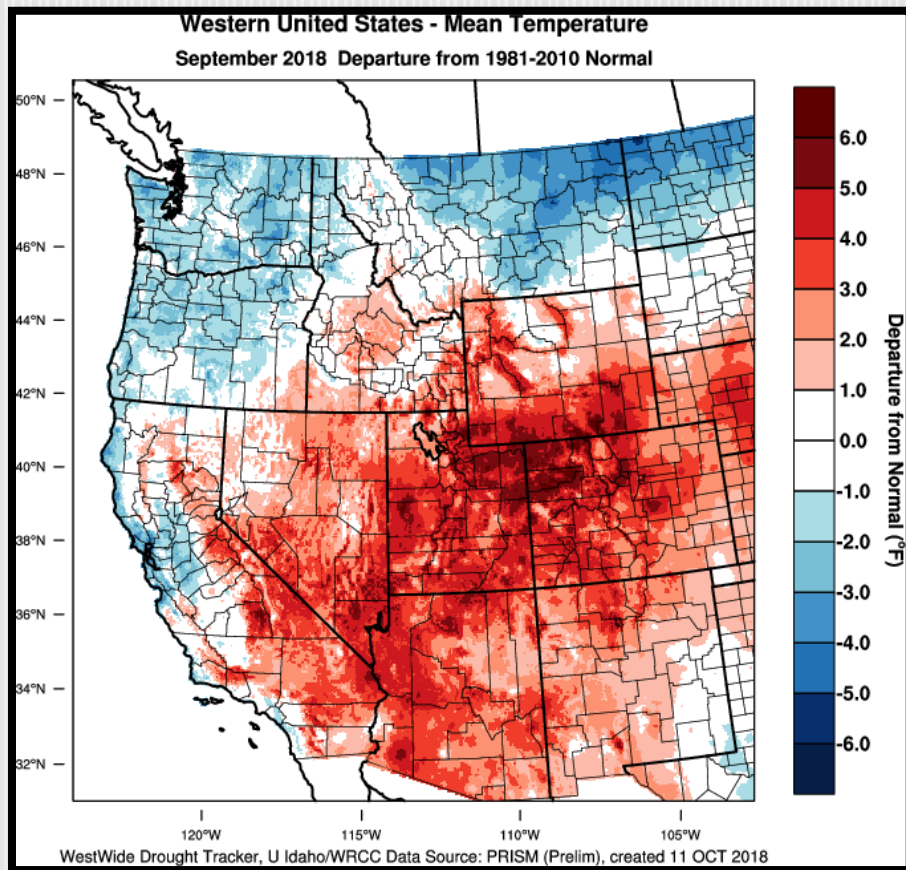 Western United States - Mean Temperature
September 2018 Departure from 1981-2010 Normal
50°N
48°N
46°N
44°N
42°N
40°N
38°N
36°N
34°N
32°N
120°W
115°W
110°W
105°W
6.0
5.0
4.0
3.0
2.0
1.0
0.0
-1.0
-2.0
-3.0
-4.0
-5.0
-6.0
Departure from Normal (°F)
WestWide Drought Tracker, U Idaho/WRCC Data Source: PRISM (Prelim), created 11 OCT 2018